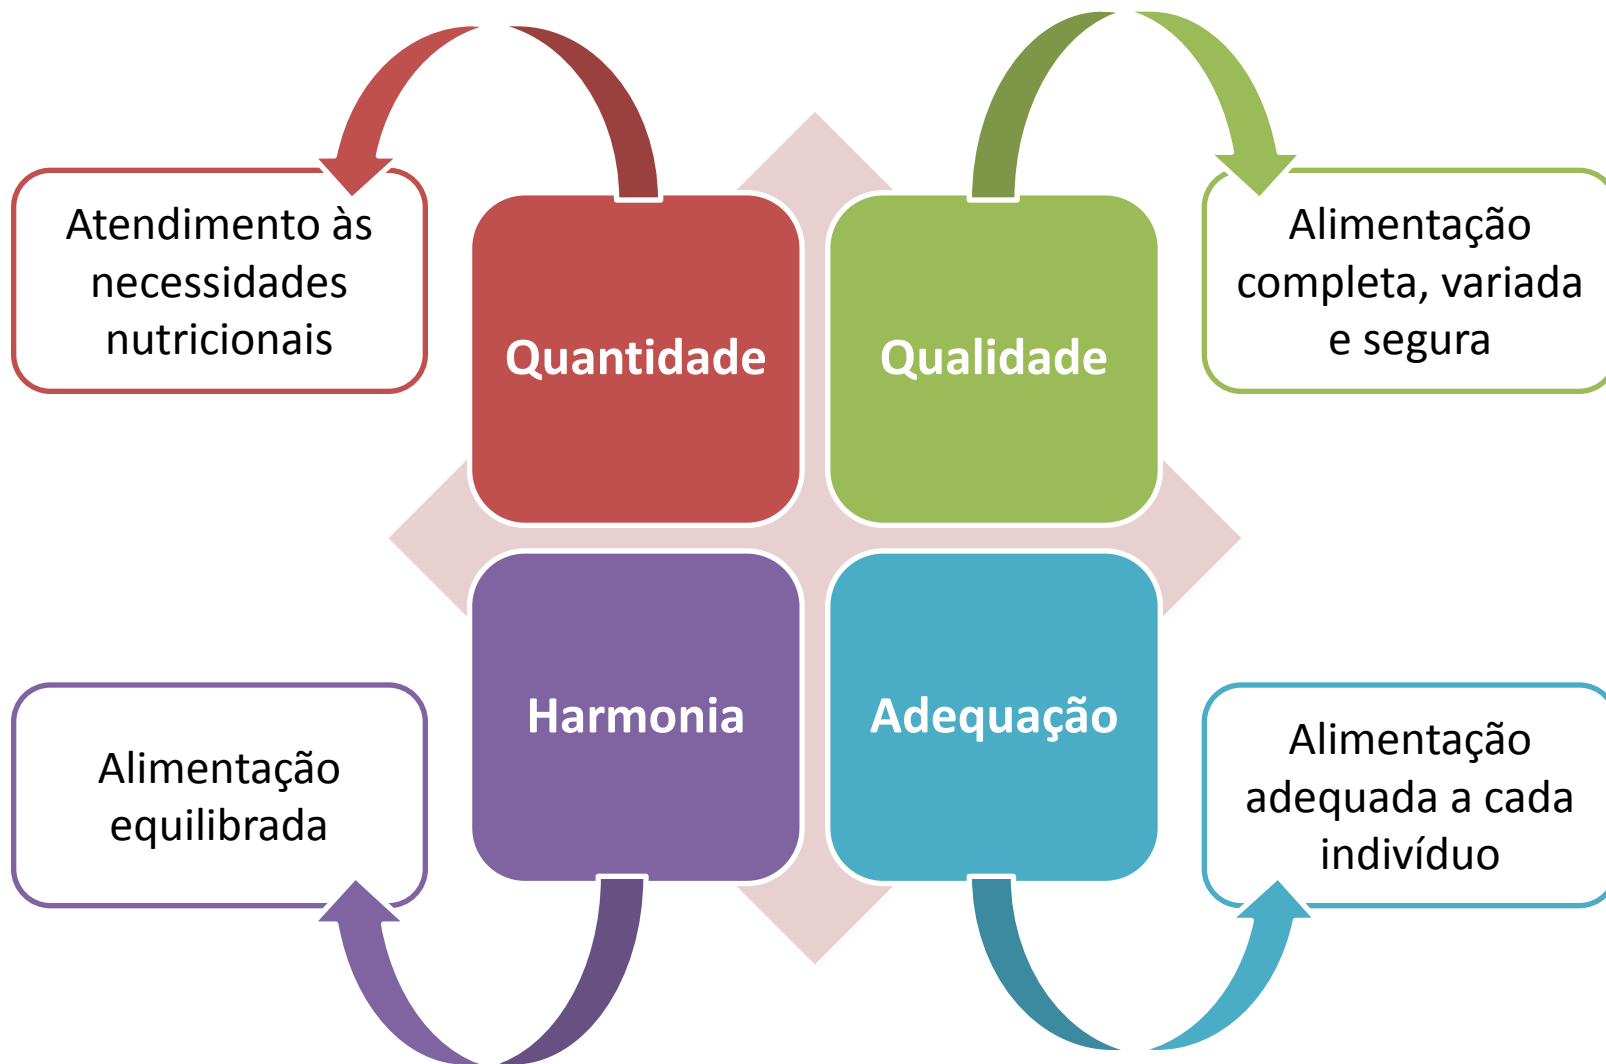 Atendimento às
necessidades
nutricionais
Quantidade
Qualidade
Alimentação
completa, variada
e segura
Alimentação
equilibrada
Harmonia
Adequação
Alimentação
adequada a cada
indivíduo